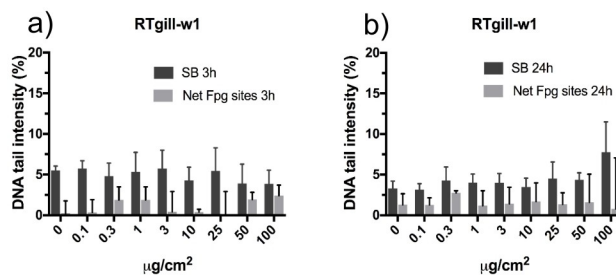 a)
RTgill-w1
DNA tail intensity (%)
20
15
10
5
0
SB 3h
Net Fpg sites 3h
0 0.1 0.3 1 3 10 25 50 100
μg/cm²
b)
RTgill-w1
DNA tail intensity (%)
20
15
10
5
0
SB 24h
Net Fpg sites 24h
0 0.1 0.3 1 3 10 25 50 100
μg/cm²